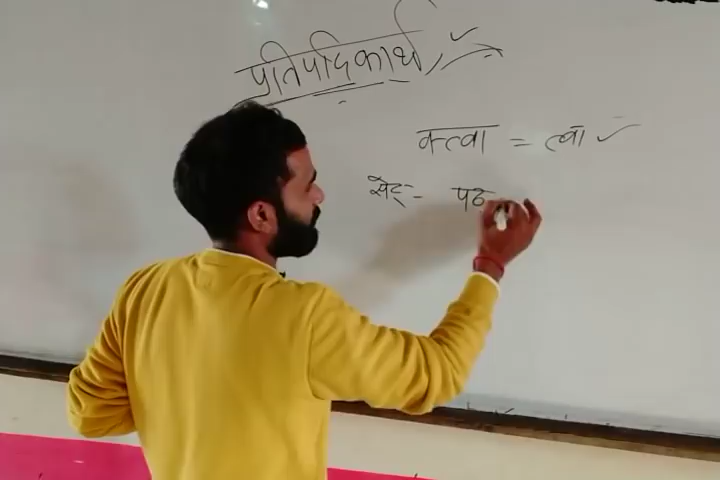 प्रतिपदिकार्थ
क्त्वा = त्वा ✓
सेट् - पठ